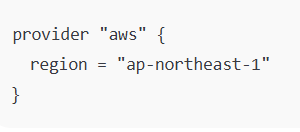 provider "aws" {
  region = "ap-northeast-1"
}